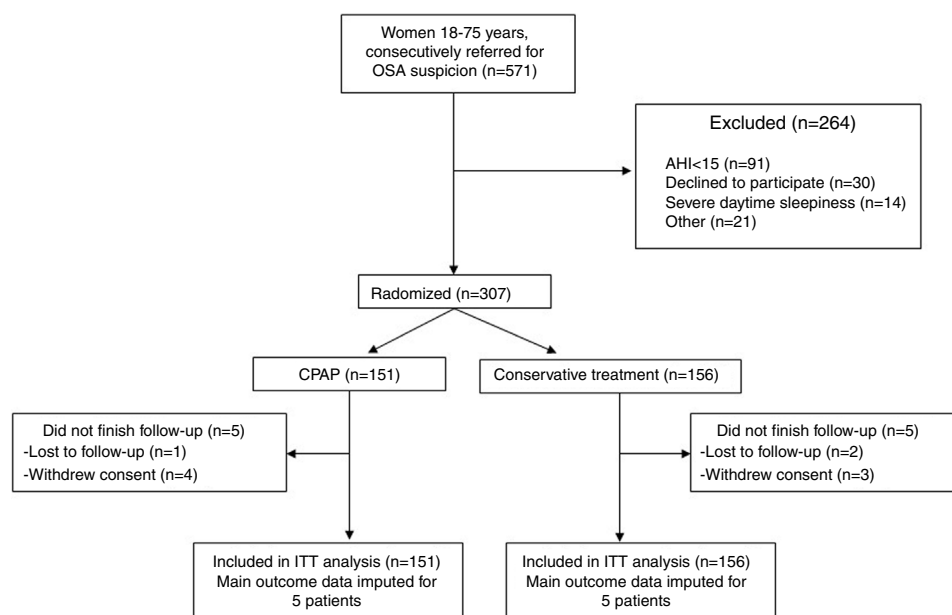 Women 18-75 years,
consecutively referred for
OSA suspicion (n=571)
Excluded (n=264)
AHI<15 (n=91)
Declined to participate (n=30)
Severe daytime sleepiness (n=14)
Other (n=21)
Radomized (n=307)
CPAP (n=151)
Conservative treatment (n=156)
Did not finish follow-up (n=5)
-Lost to follow-up (n=1)
-Withdrew consent (n=4)
Did not finish follow-up (n=5)
-Lost to follow-up (n=2)
-Withdrew consent (n=3)
Included in ITT analysis (n=151)
Main outcome data imputed for
5 patients
Included in ITT analysis (n=156)
Main outcome data imputed for
5 patients